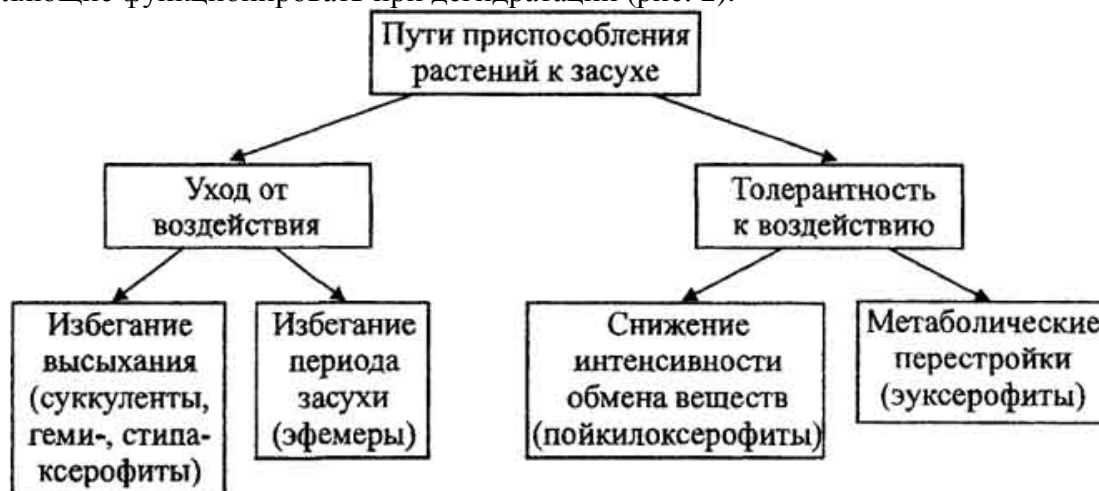 Пути приспособления
растений к засухе
Уход от
воздействия
Толерантность
к воздействию
Избегание
высыхания
(суккуленты,
геми-, стипа-
ксерофиты)
Избегание
периода
засухи
(эфемеры)
Снижение
интенсивности
обмена веществ
(пойкилоксерофиты)
Метаболические
перестройки
(эуксерофиты)